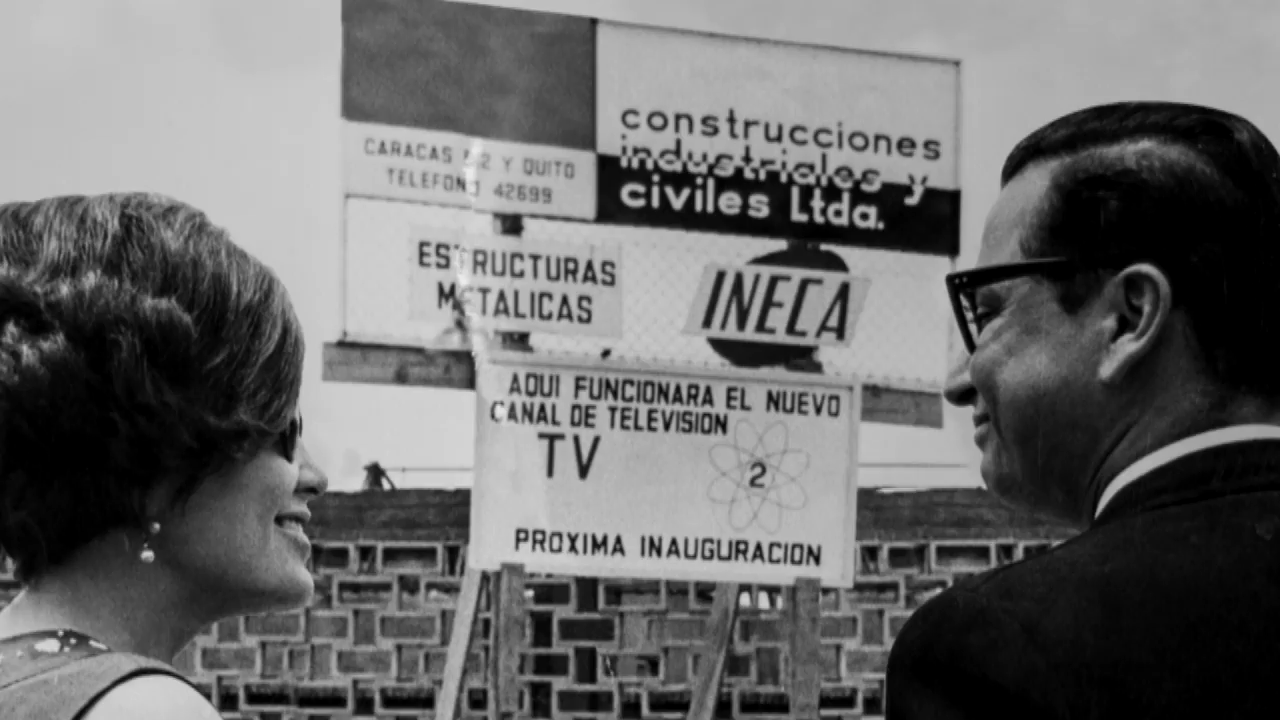 construcciones
industriales y
civiles Ltda.
CARACAS 2 Y QUITO
TELEFONO 42699
ESTRUCTURAS
METALICAS
INECA
AQUI FUNCIONARA EL NUEVO
CANAL DE TELEVISION
TV
2
PROXIMA INAUGURACION